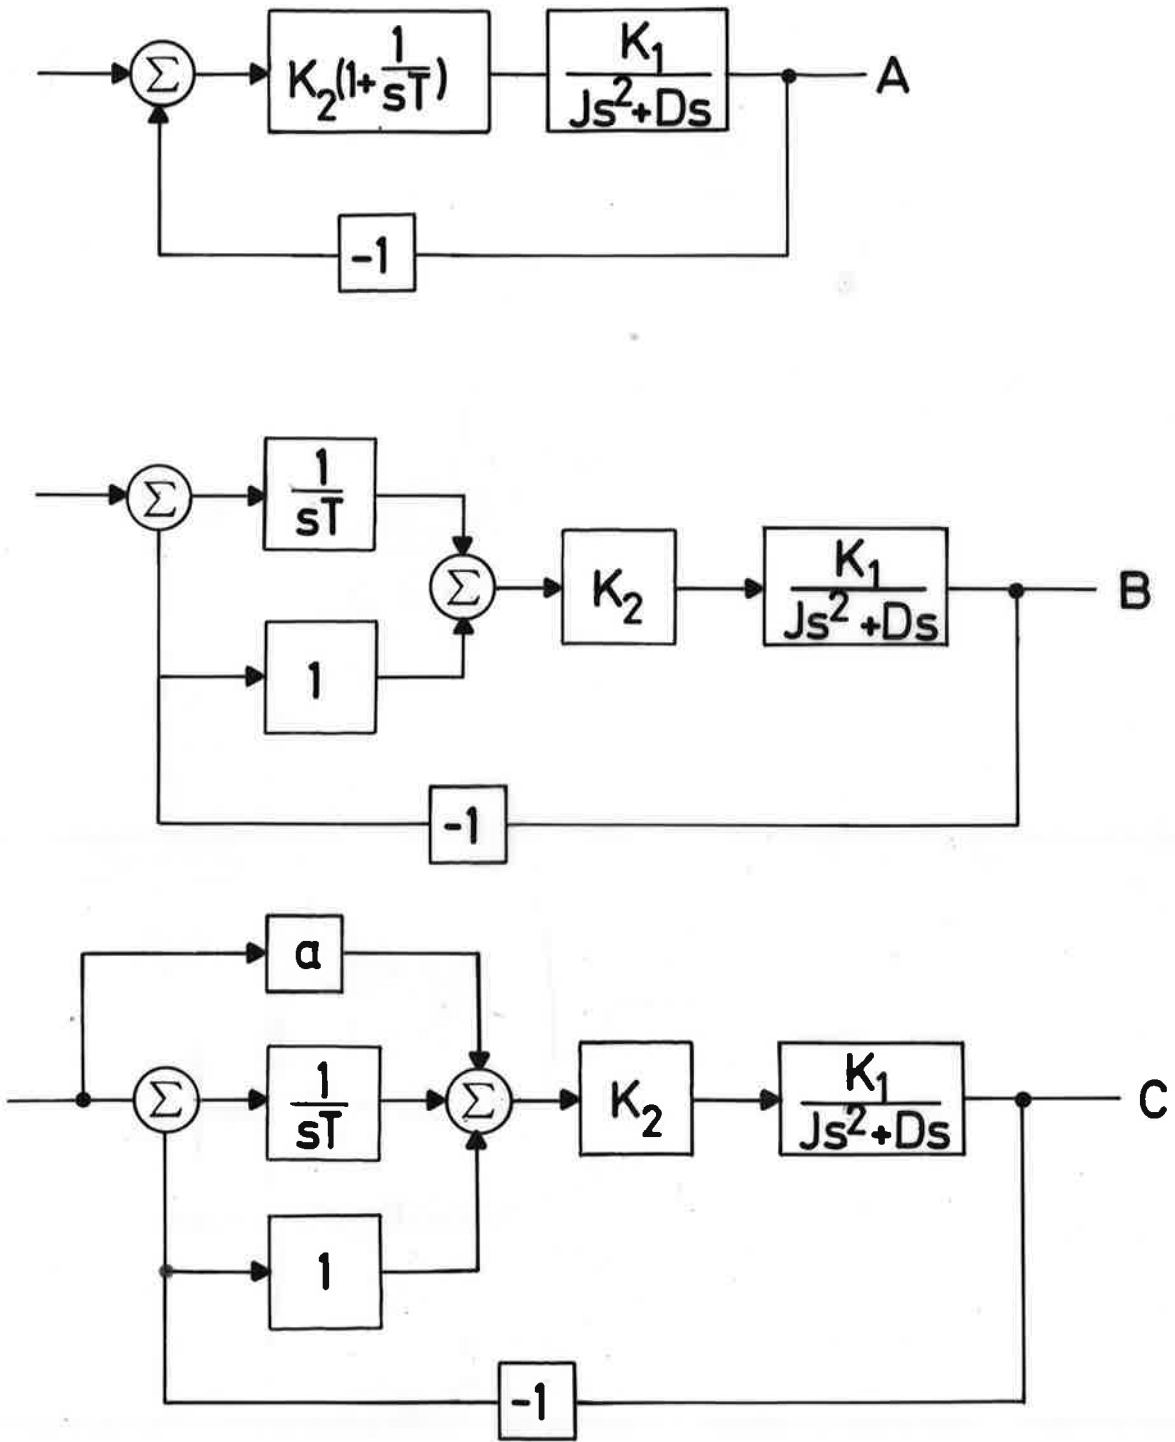 Σ K₂(1+1/sT) K₁/Js²+Ds A
-1
Σ 1/sT
Σ K₂ K₁/Js²+Ds B
1
-1
a
Σ 1/sT Σ K₂ K₁/Js²+Ds C
1
-1